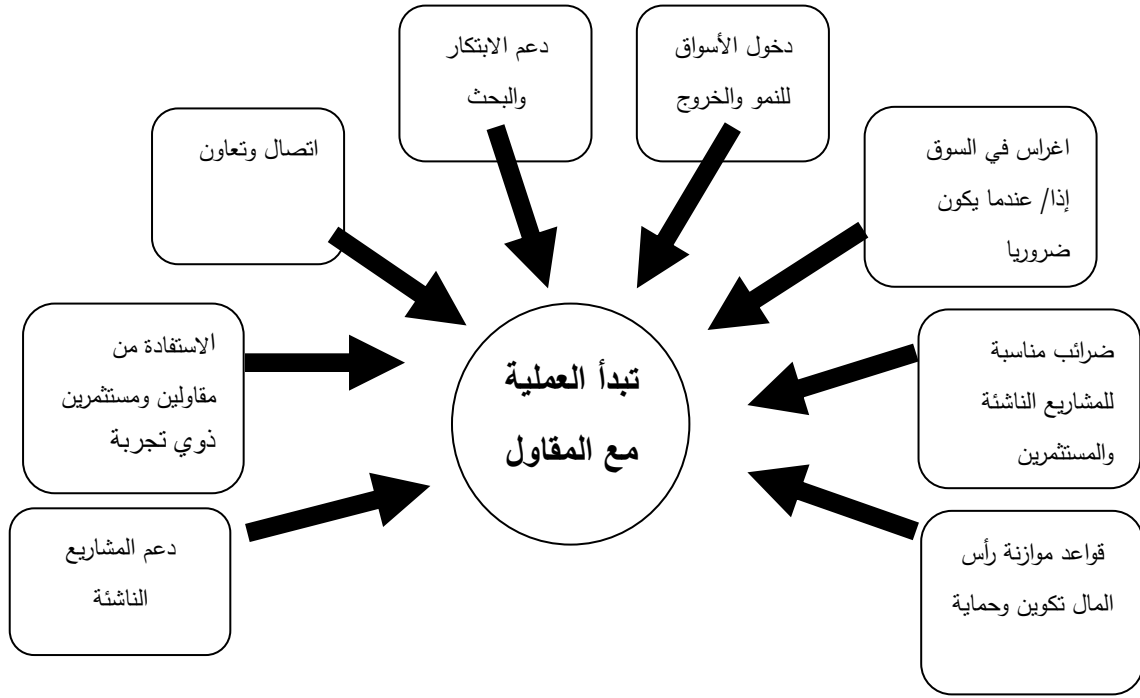 دخول الأسواق
للنمو والخروج
دعم الابتكار
والبحث
اغراس في السوق
إذا/ عندما يكون
ضروريا
اتصال وتعاون
ضرائب مناسبة
للمشاريع الناشئة
والمستثمرين
الاستفادة من
مقاولين ومستثمرين
ذوي تجربة
تبدأ العملية
مع المقاول
قواعد موازنة رأس
المال تكوين وحماية
دعم المشاريع
الناشئة